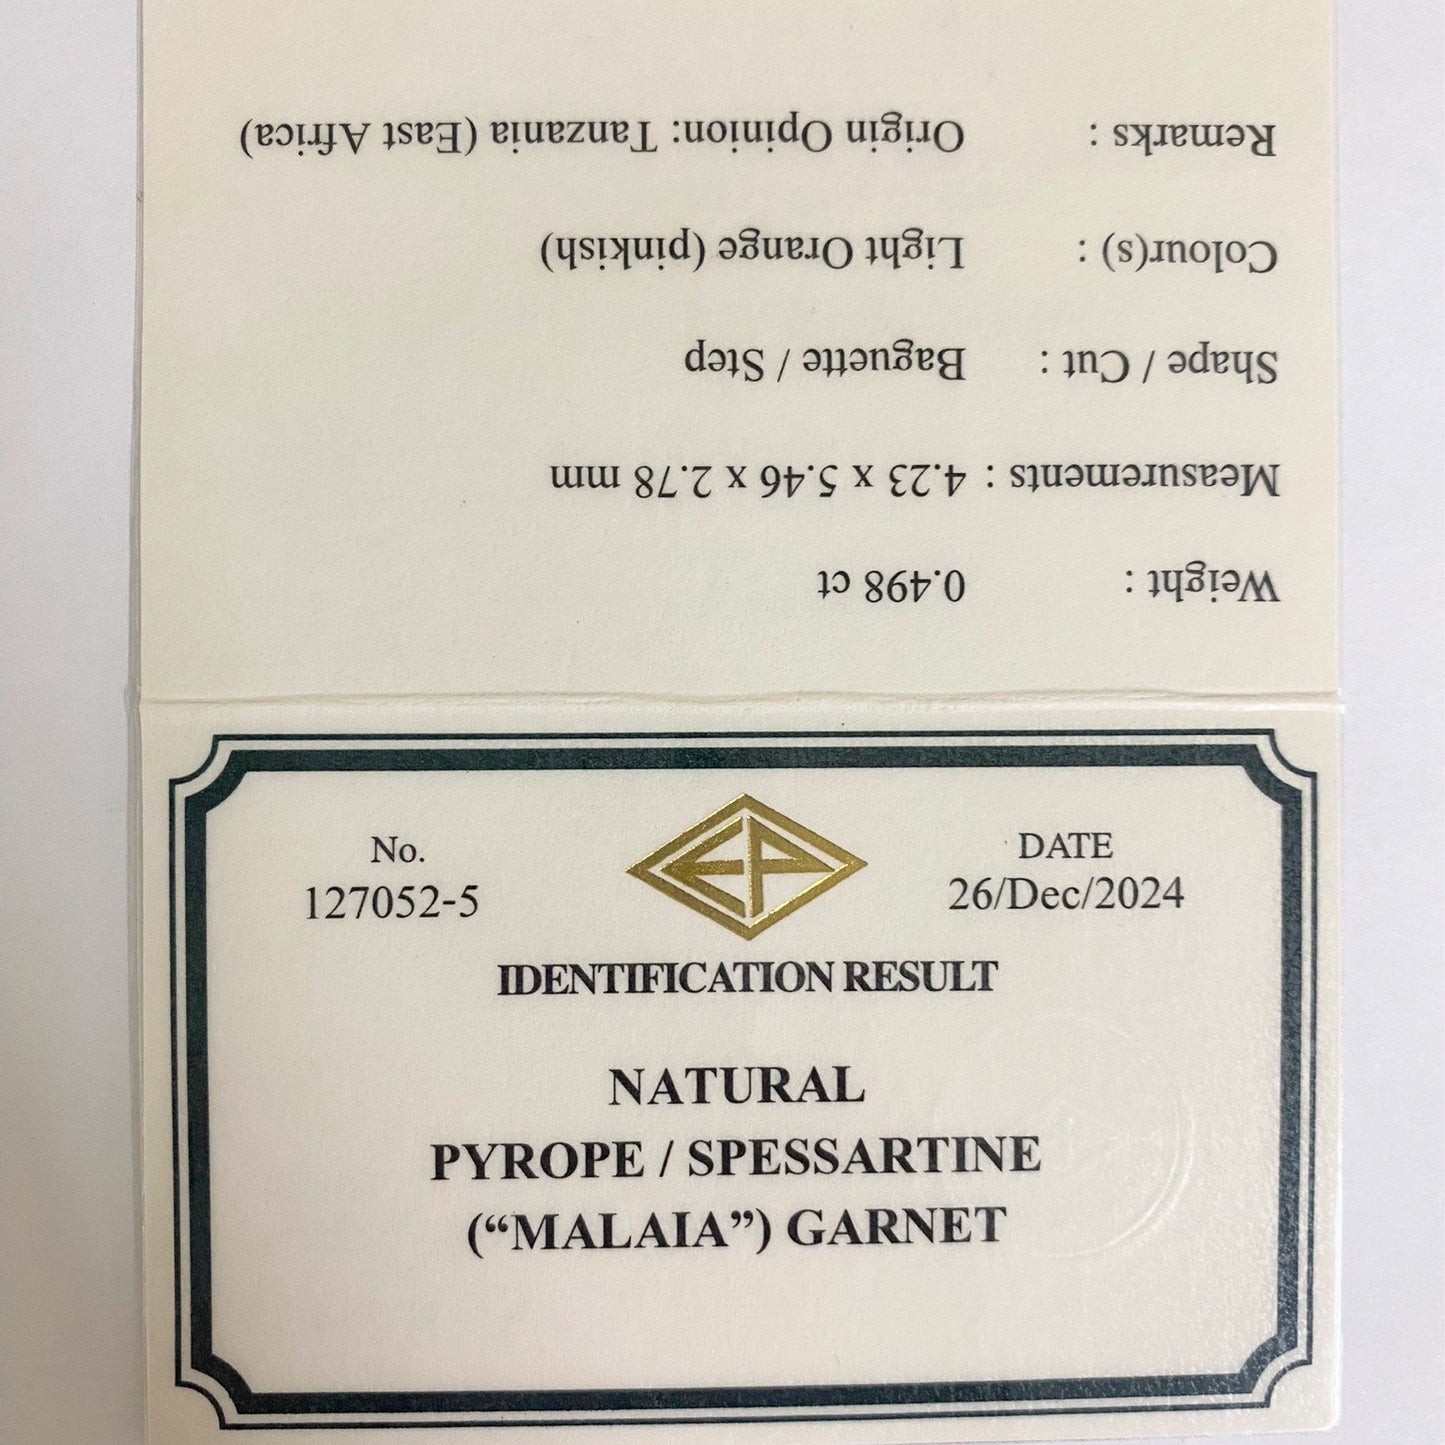 Weight : 0.498 ct
Measurements : 4.23 x 5.46 x 2.78 mm
Shape / Cut : Baguette / Step
Colour(s) : Light Orange (pinkish)
Remarks : Origin Opinion: Tanzania (East Africa)
No.
127052-5
EP
DATE
26/Dec/2024
IDENTIFICATION RESULT
NATURAL
PYROPE / SPESSARTINE
(“MALAIA”) GARNET